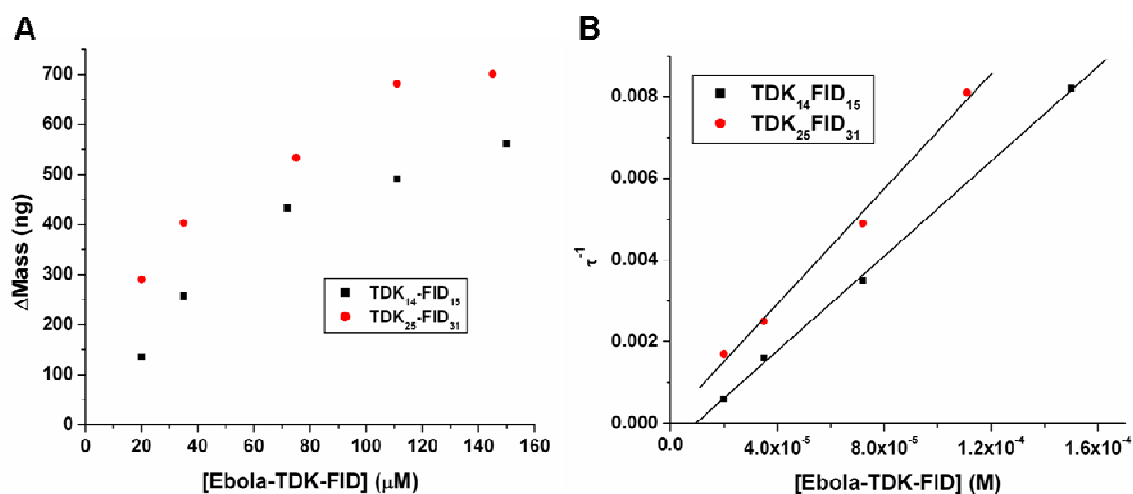 A
ΔMass (ng)
700
600
500
400
300
200
100
0
TDK₁₄-FID₁₅
TDK₂₅-FID₃₁
0 20 40 60 80 100 120 140 160
[Ebola-TDK-FID] (μM)
B
τ⁻¹
0.008
0.006
0.004
0.002
0.000
TDK₁₄FID₁₅
TDK₂₅FID₃₁
0.0 4.0x10⁻⁵ 8.0x10⁻⁵ 1.2x10⁻⁴ 1.6x10⁻⁴
[Ebola-TDK-FID] (M)